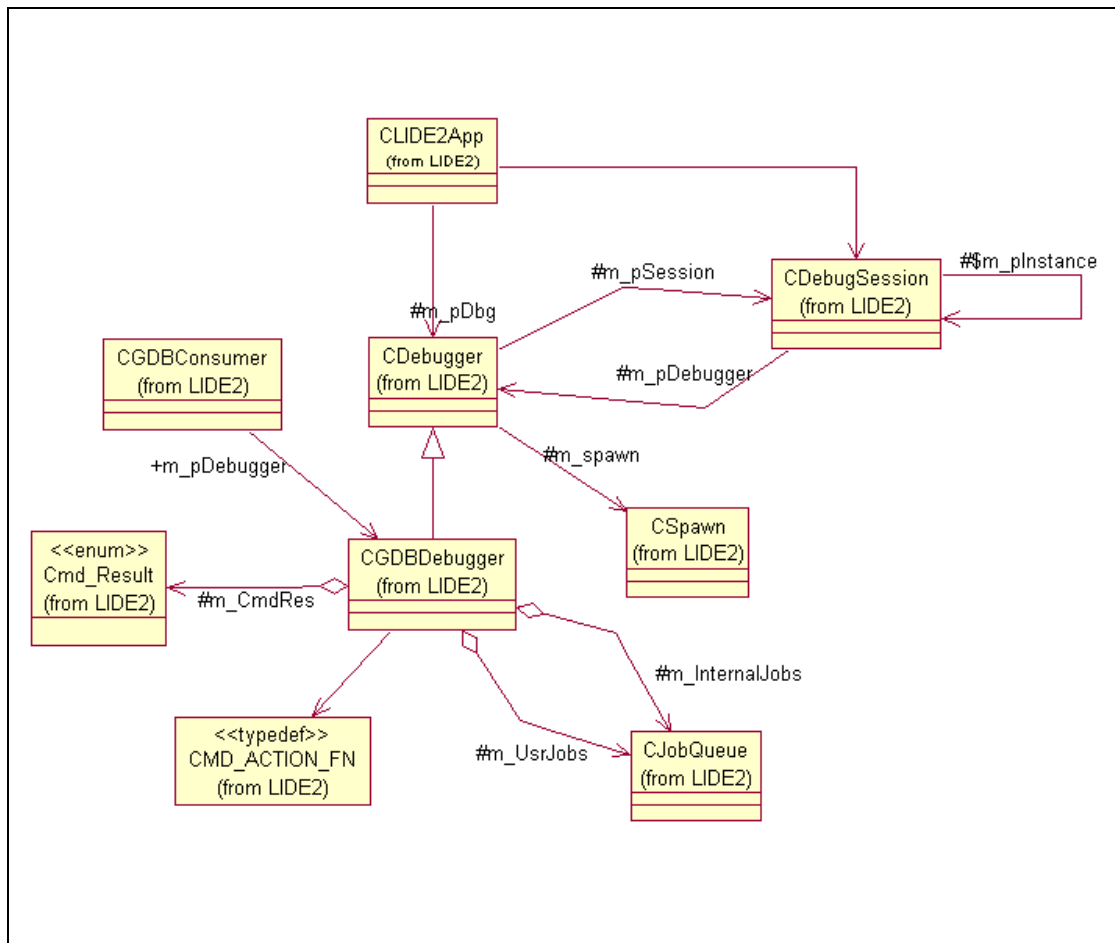 CLIDE2App
(from LIDE2)
#m_pSession
CDebugSession
(from LIDE2)
#$m_pInstance
#m_pDbg
CGDBConsumer
(from LIDE2)
CDebugger
(from LIDE2)
#m_pDebugger
+m_pDebugger
#m_spawn
CSpawn
(from LIDE2)
<<enum>>
Cmd_Result
(from LIDE2)
#m_CmdRes
CGDBDebugger
(from LIDE2)
#m_InternalJobs
<<typedef>>
CMD_ACTION_FN
(from LIDE2)
#m_UsrJobs
CJobQueue
(from LIDE2)